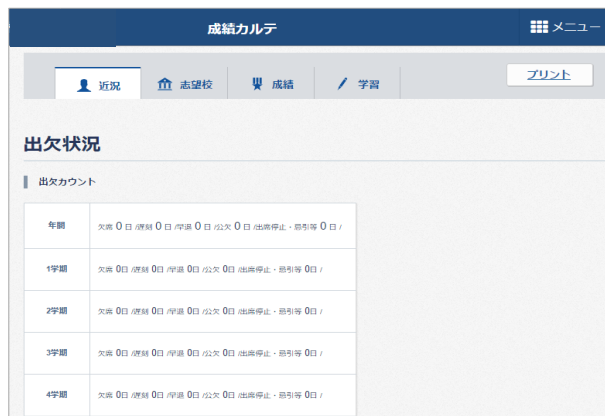 成績カルテ
メニュー
近況
志望校
成績
学習
プリント
出欠状況
出欠カウント
年間 欠席 0 日 /遅刻 0 日 /早退 0 日 /公欠 0 日 /出席停止・忌引等 0 日 /
1学期 欠席 0日 /遅刻 0日 /早退 0日 /公欠 0日 /出席停止・忌引等 0日 /
2学期 欠席 0日 /遅刻 0日 /早退 0日 /公欠 0日 /出席停止・忌引等 0日 /
3学期 欠席 0日 /遅刻 0日 /早退 0日 /公欠 0日 /出席停止・忌引等 0日 /
4学期 欠席 0日 /遅刻 0日 /早退 0日 /公欠 0日 /出席停止・忌引等 0日 /